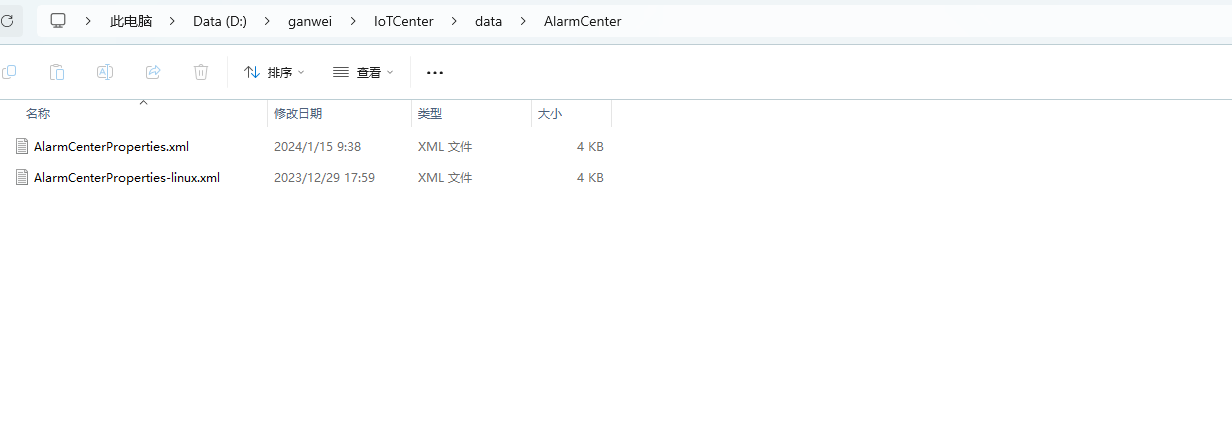 此电脑 > Data (D:) > ganwei > IoTCenter > data > AlarmCenter
排序 查看 ...
名称 修改日期 类型 大小
AlarmCenterProperties.xml 2024/1/15 9:38 XML 文件 4 KB
AlarmCenterProperties-linux.xml 2023/12/29 17:59 XML 文件 4 KB